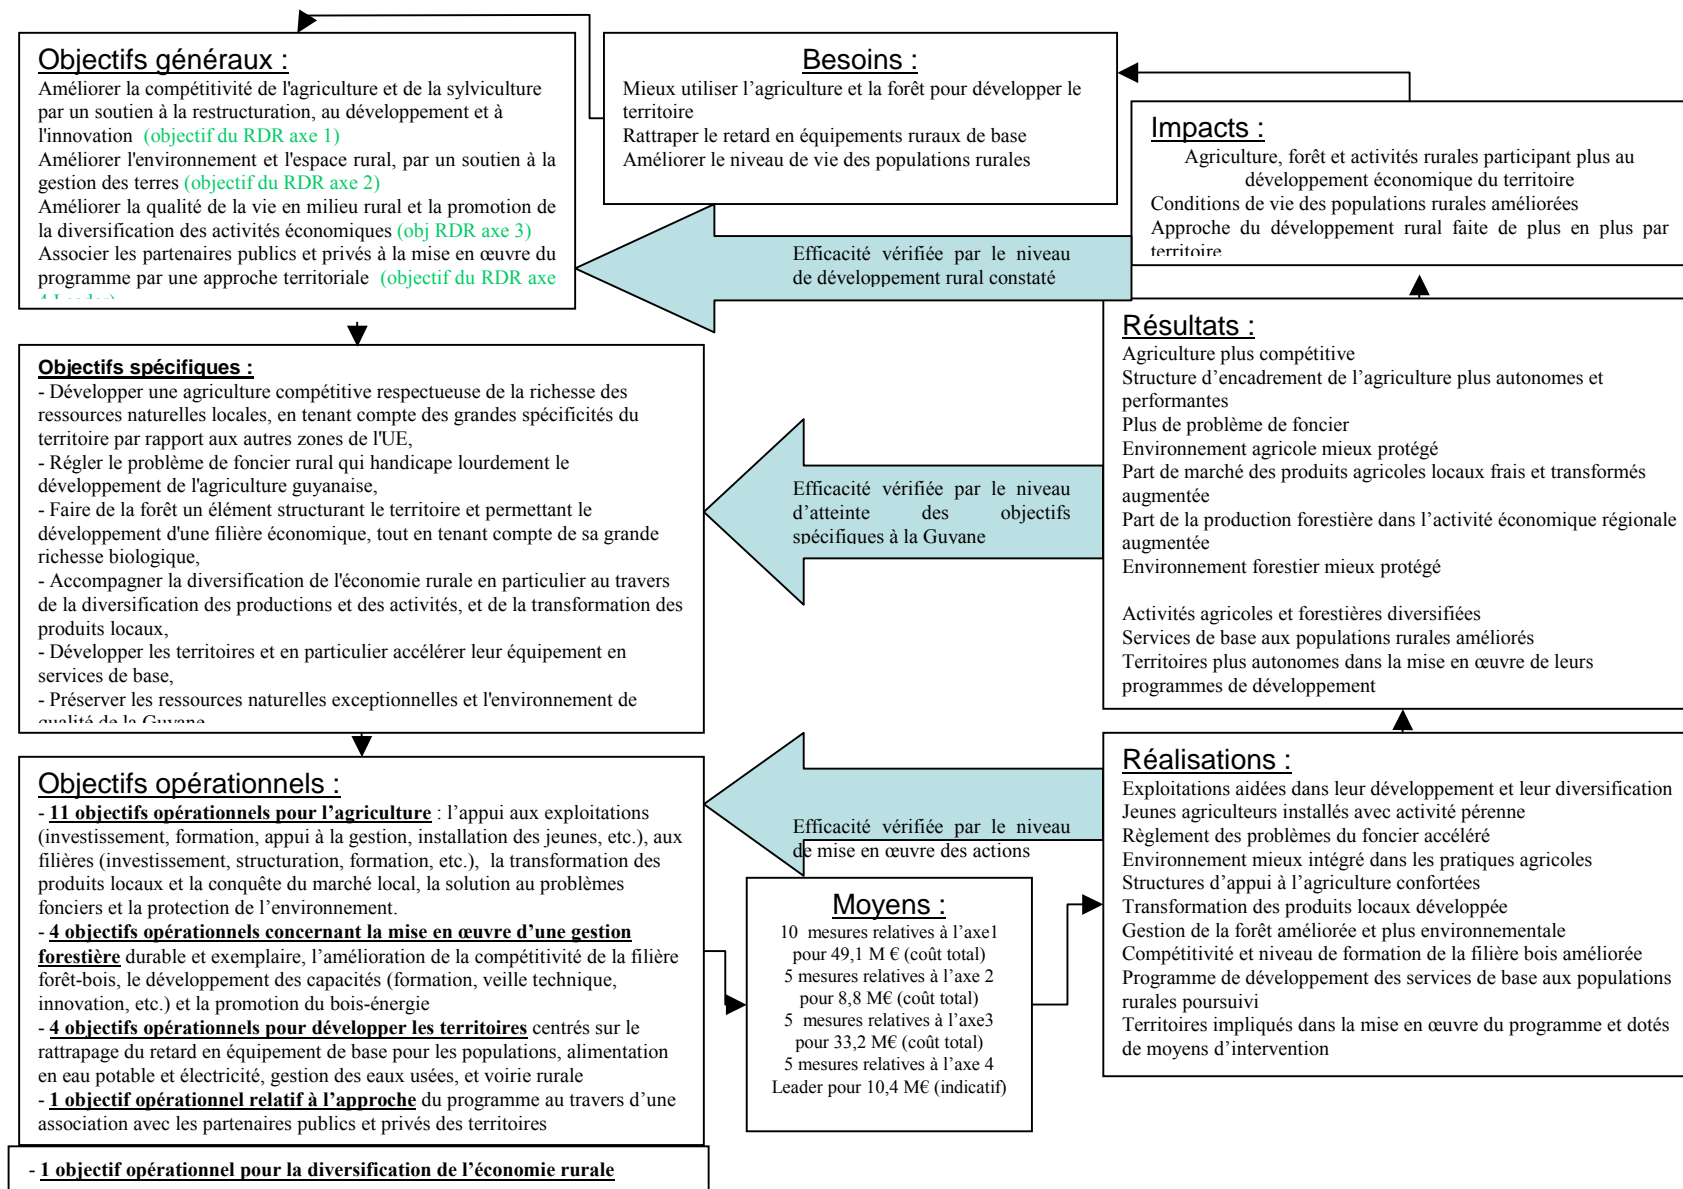 Objectifs généraux :
Améliorer la compétitivité de l'agriculture et de la sylviculture
par un soutien à la restructuration, au développement et à
l'innovation (objectif du RDR axe 1)
Améliorer l'environnement et l'espace rural, par un soutien à la
gestion des terres (objectif du RDR axe 2)
Améliorer la qualité de la vie en milieu rural et la promotion de
la diversification des activités économiques (obj RDR axe 3)
Associer les partenaires publics et privés à la mise en œuvre du
programme par une approche territoriale (objectif du RDR axe
4 Leader)
Besoins :
Mieux utiliser l’agriculture et la forêt pour développer le
territoire
Rattraper le retard en équipements ruraux de base
Améliorer le niveau de vie des populations rurales
Impacts :
Agriculture, forêt et activités rurales participant plus au
développement économique du territoire
Conditions de vie des populations rurales améliorées
Approche du développement rural faite de plus en plus par
territoire
Efficacité vérifiée par le niveau
de développement rural constaté
Objectifs spécifiques :
- Développer une agriculture compétitive respectueuse de la richesse des
ressources naturelles locales, en tenant compte des grandes spécificités du
territoire par rapport aux autres zones de l'UE,
- Régler le problème de foncier rural qui handicape lourdement le
développement de l'agriculture guyanaise,
- Faire de la forêt un élément structurant le territoire et permettant le
développement d'une filière économique, tout en tenant compte de sa grande
richesse biologique,
- Accompagner la diversification de l'économie rurale en particulier au travers
de la diversification des productions et des activités, et de la transformation des
produits locaux,
- Développer les territoires et en particulier accélérer leur équipement en
services de base,
- Préserver les ressources naturelles exceptionnelles et l'environnement de
qualité de la Guyane
Efficacité vérifiée par le niveau
d’atteinte des objectifs
spécifiques à la Guyane
Résultats :
Agriculture plus compétitive
Structure d’encadrement de l’agriculture plus autonomes et
performantes
Plus de problème de foncier
Environnement agricole mieux protégé
Part de marché des produits agricoles locaux frais et transformés
augmentée
Part de la production forestière dans l’activité économique régionale
augmentée
Environnement forestier mieux protégé
Activités agricoles et forestières diversifiées
Services de base aux populations rurales améliorés
Territoires plus autonomes dans la mise en œuvre de leurs
programmes de développement
Objectifs opérationnels :
- 11 objectifs opérationnels pour l’agriculture : l’appui aux exploitations
(investissement, formation, appui à la gestion, installation des jeunes, etc.), aux
filières (investissement, structuration, formation, etc.), la transformation des
produits locaux et la conquête du marché local, la solution au problèmes
fonciers et la protection de l’environnement.
- 4 objectifs opérationnels concernant la mise en œuvre d’une gestion
forestière durable et exemplaire, l’amélioration de la compétitivité de la filière
forêt-bois, le développement des capacités (formation, veille technique,
innovation, etc.) et la promotion du bois-énergie
- 4 objectifs opérationnels pour développer les territoires centrés sur le
rattrapage du retard en équipement de base pour les populations, alimentation
en eau potable et électricité, gestion des eaux usées, et voirie rurale
- 1 objectif opérationnel relatif à l’approche du programme au travers d’une
association avec les partenaires publics et privés des territoires
- 1 objectif opérationnel pour la diversification de l’économie rurale
Efficacité vérifiée par le niveau
de mise en œuvre des actions
Moyens :
10 mesures relatives à l’axe1
pour 49,1 M € (coût total)
5 mesures relatives à l’axe 2
pour 8,8 M€ (coût total)
5 mesures relatives à l’axe3
pour 33,2 M€ (coût total)
5 mesures relatives à l’axe 4
Leader pour 10,4 M€ (indicatif)
Réalisations :
Exploitations aidées dans leur développement et leur diversification
Jeunes agriculteurs installés avec activité pérenne
Règlement des problèmes du foncier accéléré
Environnement mieux intégré dans les pratiques agricoles
Structures d’appui à l’agriculture confortées
Transformation des produits locaux développée
Gestion de la forêt améliorée et plus environnementale
Compétitivité et niveau de formation de la filière bois améliorée
Programme de développement des services de base aux populations
rurales poursuivi
Territoires impliqués dans la mise en œuvre du programme et dotés
de moyens d’intervention